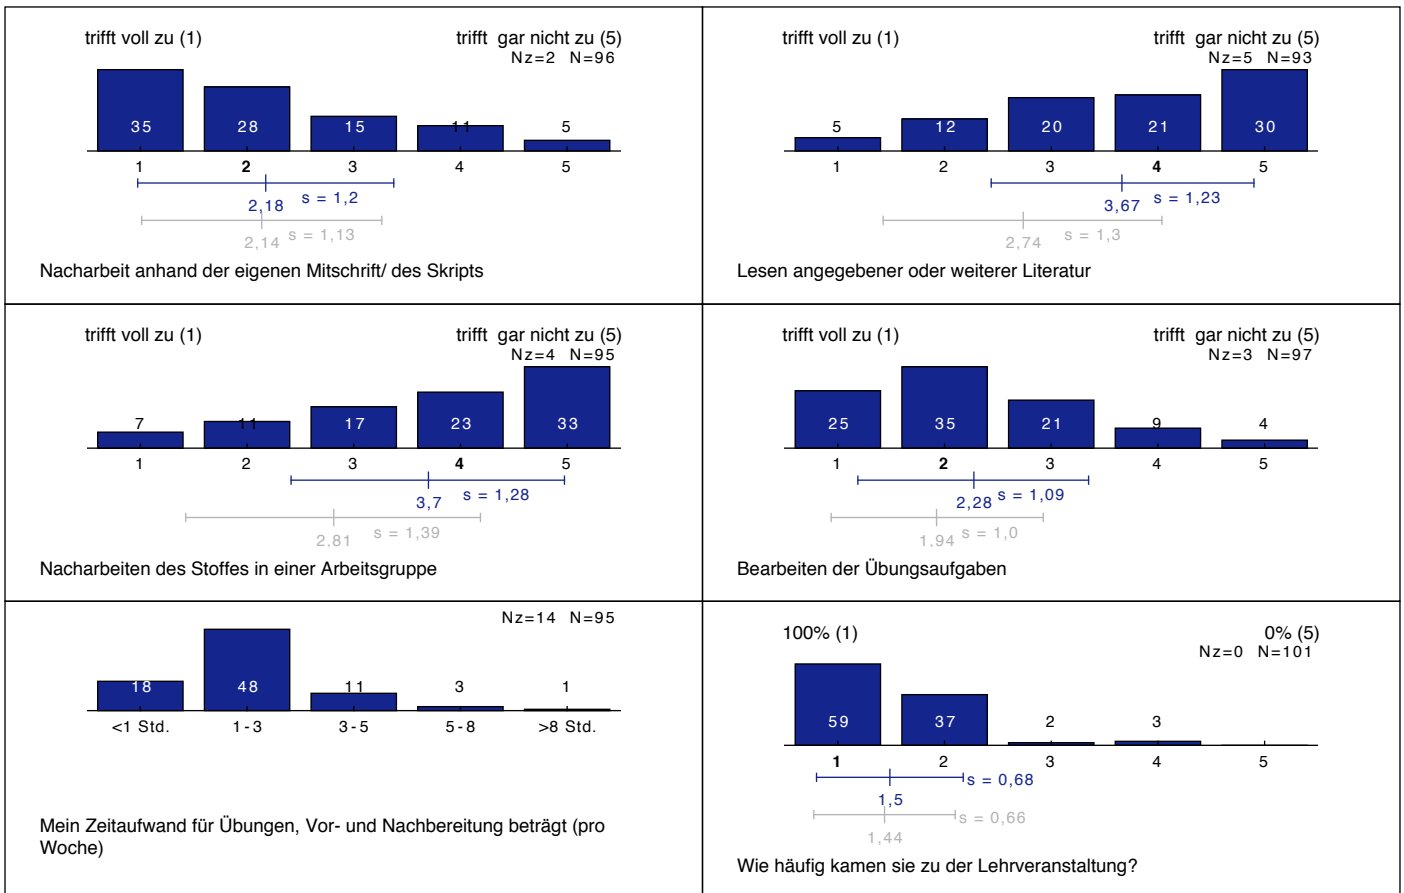 trifft voll zu (1) trifft gar nicht zu (5)
Nz=2 N=96
35 28 15 11 5
1 2 3 4 5
2,18 s = 1,2
2,14 s = 1,13
Nacharbeit anhand der eigenen Mitschrift/ des Skripts
trifft voll zu (1) trifft gar nicht zu (5)
Nz=5 N=93
5 12 20 21 30
1 2 3 4 5
3,67 s = 1,23
2,74 s = 1,3
Lesen angegebener oder weiterer Literatur
trifft voll zu (1) trifft gar nicht zu (5)
Nz=4 N=95
7 11 17 23 33
1 2 3 4 5
3,7 s = 1,28
2.81 s = 1,39
Nacharbeiten des Stoffes in einer Arbeitsgruppe
trifft voll zu (1) trifft gar nicht zu (5)
Nz=3 N=97
25 35 21 9 4
1 2 3 4 5
2,28 s = 1,09
1.94 s = 1,0
Bearbeiten der Übungsaufgaben
Nz=14 N=95
18 48 11 3 1
<1 Std. 1-3 3-5 5-8 >8 Std.
Mein Zeitaufwand für Übungen, Vor- und Nachbereitung beträgt (pro
Woche)
100% (1) 0% (5)
Nz=0 N=101
59 37 2 3
1 2 3 4 5
1,5 s = 0,68
1,44 s = 0,66
Wie häufig kamen sie zu der Lehrveranstaltung?